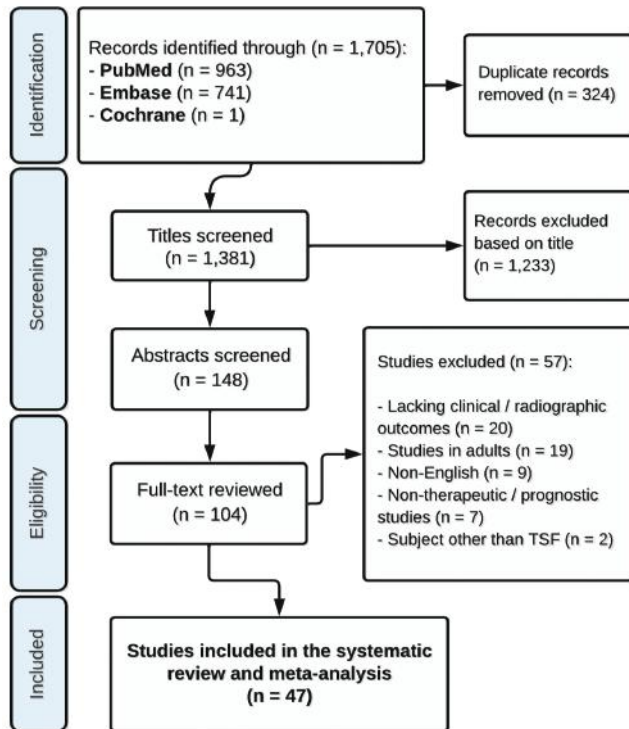 Identification
Records identified through (n = 1,705):
- PubMed (n = 963)
- Embase (n = 741)
- Cochrane (n = 1)
Duplicate records
removed (n = 324)
Screening
Titles screened
(n = 1,381)
Records excluded
based on title
(n = 1,233)
Abstracts screened
(n = 148)
Eligibility
Full-text reviewed
(n = 104)
Studies excluded (n = 57):
- Lacking clinical / radiographic
outcomes (n = 20)
- Studies in adults (n = 19)
- Non-English (n = 9)
- Non-therapeutic / prognostic
studies (n = 7)
- Subject other than TSF (n = 2)
Included
Studies included in the systematic
review and meta-analysis
(n = 47)